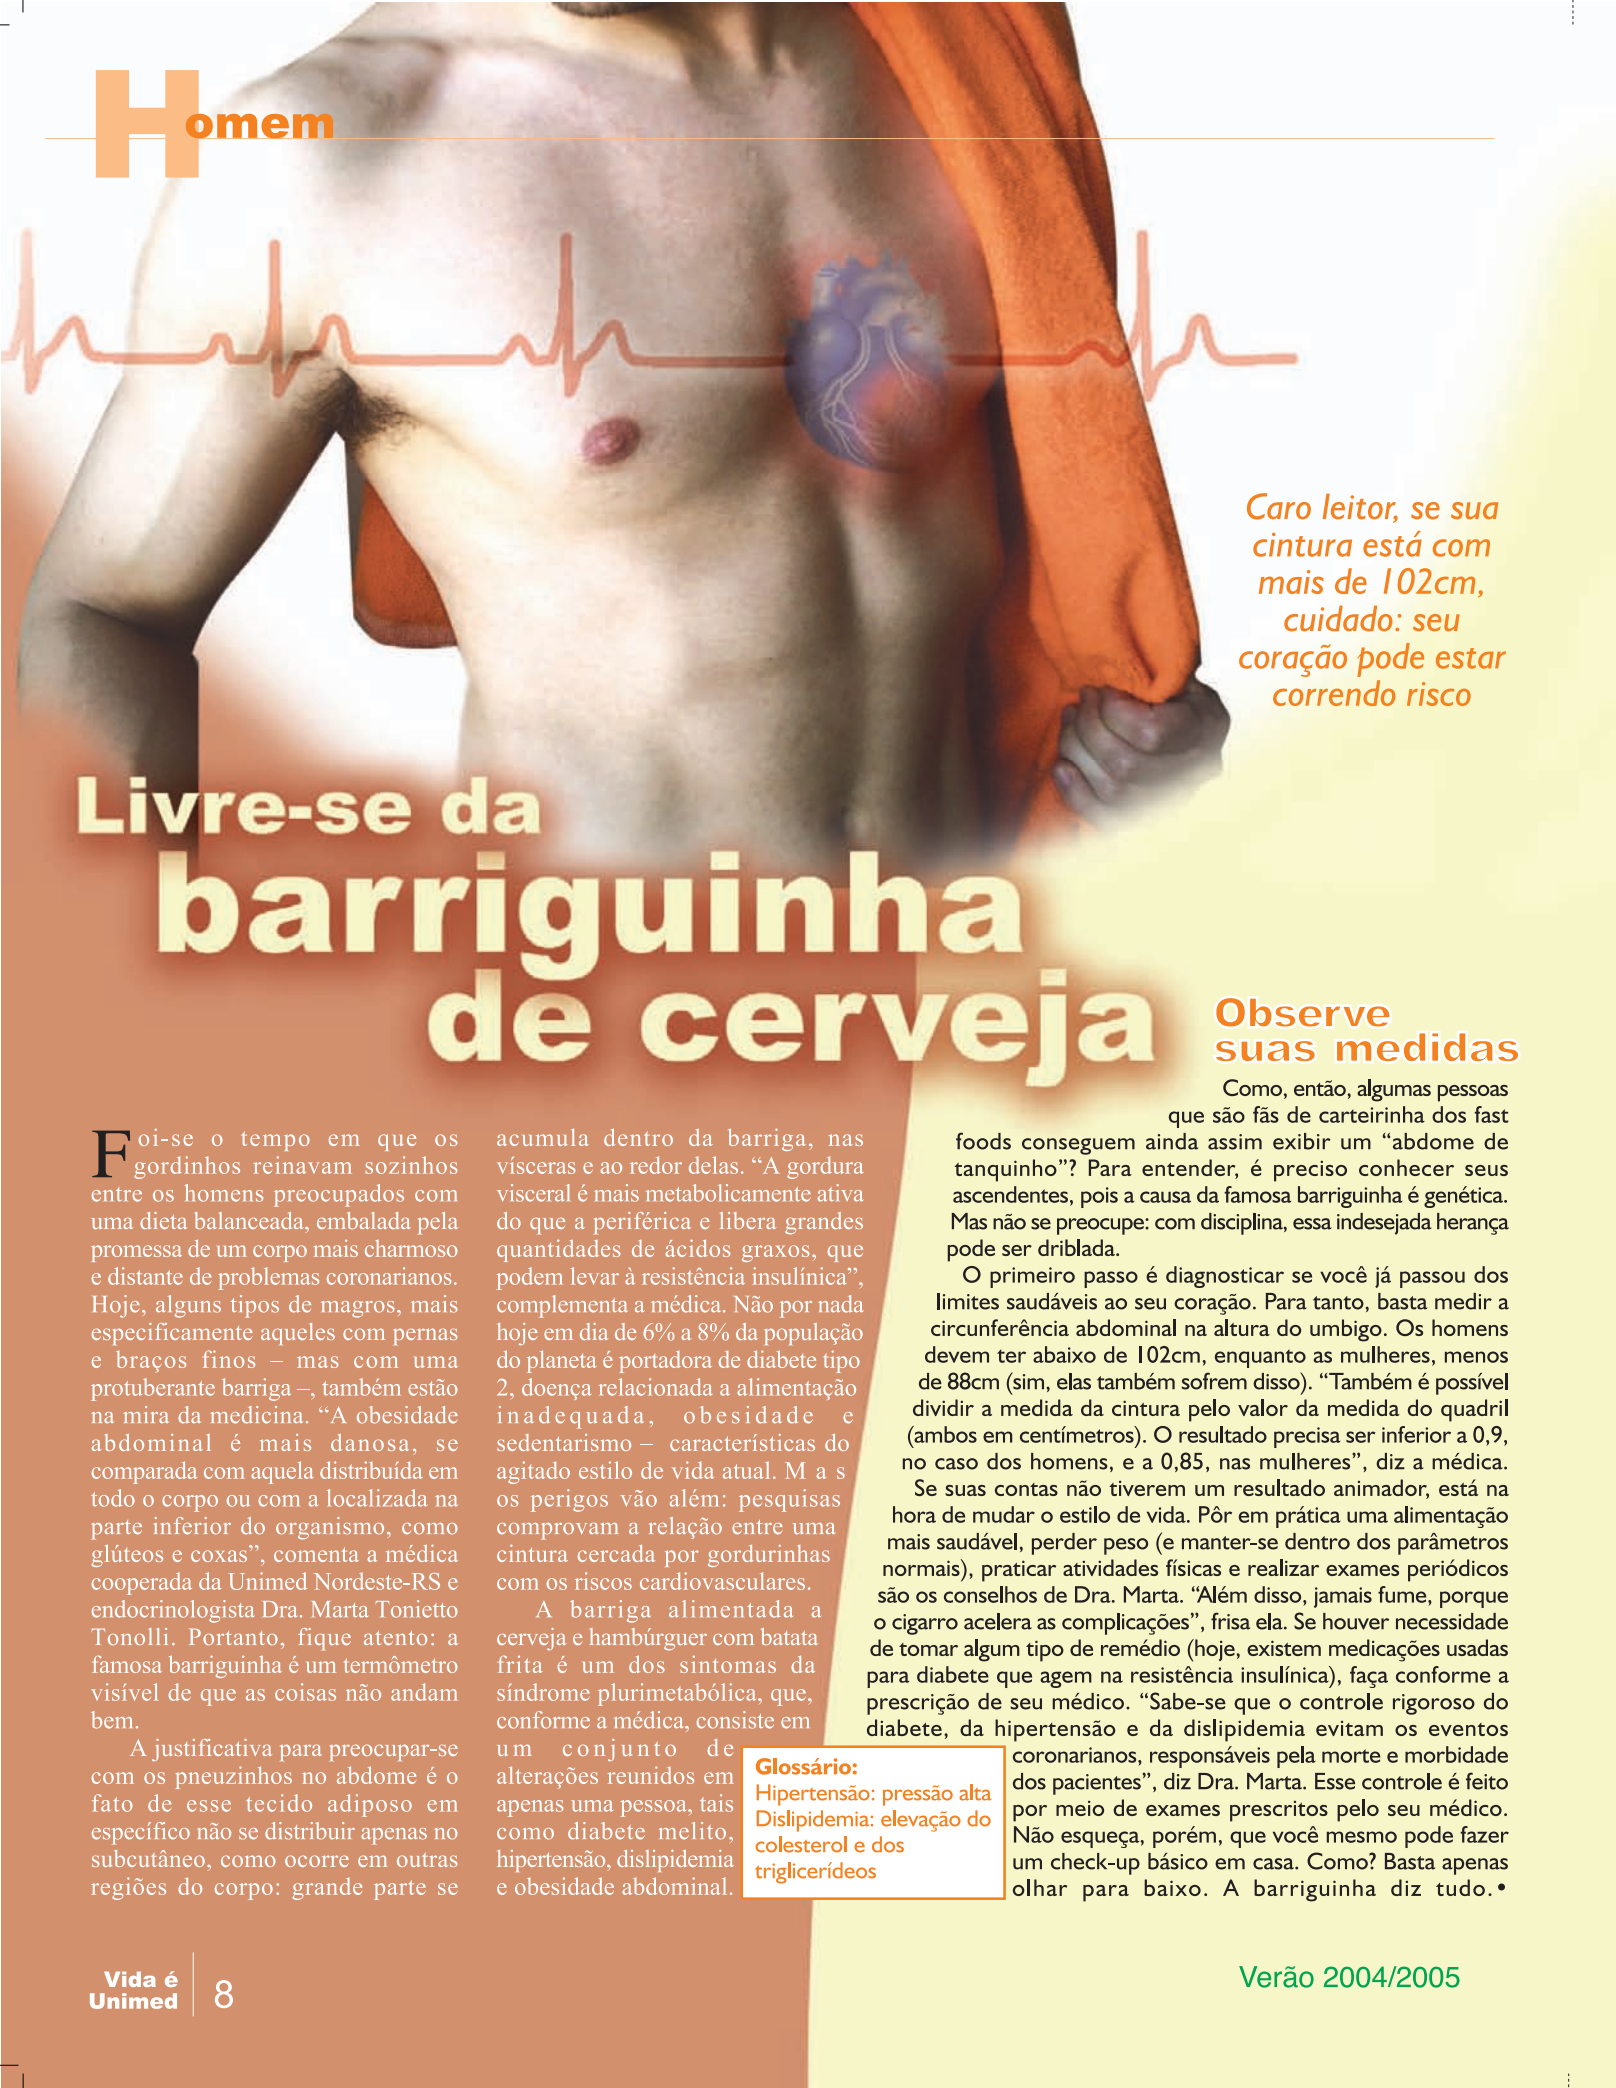 Homem
Caro leitor, se sua
cintura está com
mais de 102cm,
cuidado: seu
coração pode estar
correndo risco
Livre-se da
barriguinha
de cerveja
Foi-se o tempo em que os
gordinhos reinavam sozinhos
entre os homens preocupados com
uma dieta balanceada, embalada pela
promessa de um corpo mais charmoso
e distante de problemas coronarianos.
Hoje, alguns tipos de magros, mais
especificamente aqueles com pernas
e braços finos – mas com uma
protuberante barriga –, também estão
na mira da medicina. “A obesidade
abdominal é mais danosa, se
comparada com aquela distribuída em
todo o corpo ou com a localizada na
parte inferior do organismo, como
glúteos e coxas”, comenta a médica
cooperada da Unimed Nordeste-RS e
endocrinologista Dra. Marta Tonietto
Tonolli. Portanto, fique atento: a
famosa barriguinha é um termômetro
visível de que as coisas não andam
bem.
A justificativa para preocupar-se
com os pneuzinhos no abdome é o
fato de esse tecido adiposo em
específico não se distribuir apenas no
subcutâneo, como ocorre em outras
regiões do corpo: grande parte se
acumula dentro da barriga, nas
vísceras e ao redor delas. “A gordura
visceral é mais metabolicamente ativa
do que a periférica e libera grandes
quantidades de ácidos graxos, que
podem levar à resistência insulínica”,
complementa a médica. Não por nada
hoje em dia de 6% a 8% da população
do planeta é portadora de diabete tipo
2, doença relacionada a alimentação
inadequada, obesidade e
sedentarismo – características do
agitado estilo de vida atual. M a s
os perigos vão além: pesquisas
comprovam a relação entre uma
cintura cercada por gordurinhas
com os riscos cardiovasculares.
A barriga alimentada a
cerveja e hambúrguer com batata
frita é um dos sintomas da
síndrome plurimetabólica, que,
conforme a médica, consiste em
um conjunto de
alterações reunidos em
apenas uma pessoa, tais
como diabete melito,
hipertensão, dislipidemia
e obesidade abdominal.
Glossário:
Hipertensão: pressão alta
Dislipidemia: elevação do
colesterol e dos
triglicerídeos
Observe
suas medidas
Como, então, algumas pessoas
que são fãs de carteirinha dos fast
foods conseguem ainda assim exibir um “abdome de
tanquinho”? Para entender, é preciso conhecer seus
ascendentes, pois a causa da famosa barriguinha é genética.
Mas não se preocupe: com disciplina, essa indesejada herança
pode ser driblada.
O primeiro passo é diagnosticar se você já passou dos
limites saudáveis ao seu coração. Para tanto, basta medir a
circunferência abdominal na altura do umbigo. Os homens
devem ter abaixo de 102cm, enquanto as mulheres, menos
de 88cm (sim, elas também sofrem disso). “Também é possível
dividir a medida da cintura pelo valor da medida do quadril
(ambos em centímetros). O resultado precisa ser inferior a 0,9,
no caso dos homens, e a 0,85, nas mulheres”, diz a médica.
Se suas contas não tiverem um resultado animador, está na
hora de mudar o estilo de vida. Pôr em prática uma alimentação
mais saudável, perder peso (e manter-se dentro dos parâmetros
normais), praticar atividades físicas e realizar exames periódicos
são os conselhos de Dra. Marta. “Além disso, jamais fume, porque
o cigarro acelera as complicações”, frisa ela. Se houver necessidade
de tomar algum tipo de remédio (hoje, existem medicações usadas
para diabete que agem na resistência insulínica), faça conforme a
prescrição de seu médico. “Sabe-se que o controle rigoroso do
diabete, da hipertensão e da dislipidemia evitam os eventos
coronarianos, responsáveis pela morte e morbidade
dos pacientes”, diz Dra. Marta. Esse controle é feito
por meio de exames prescritos pelo seu médico.
Não esqueça, porém, que você mesmo pode fazer
um check-up básico em casa. Como? Basta apenas
olhar para baixo. A barriguinha diz tudo.•
Vida é
Unimed
8
Verão 2004/2005